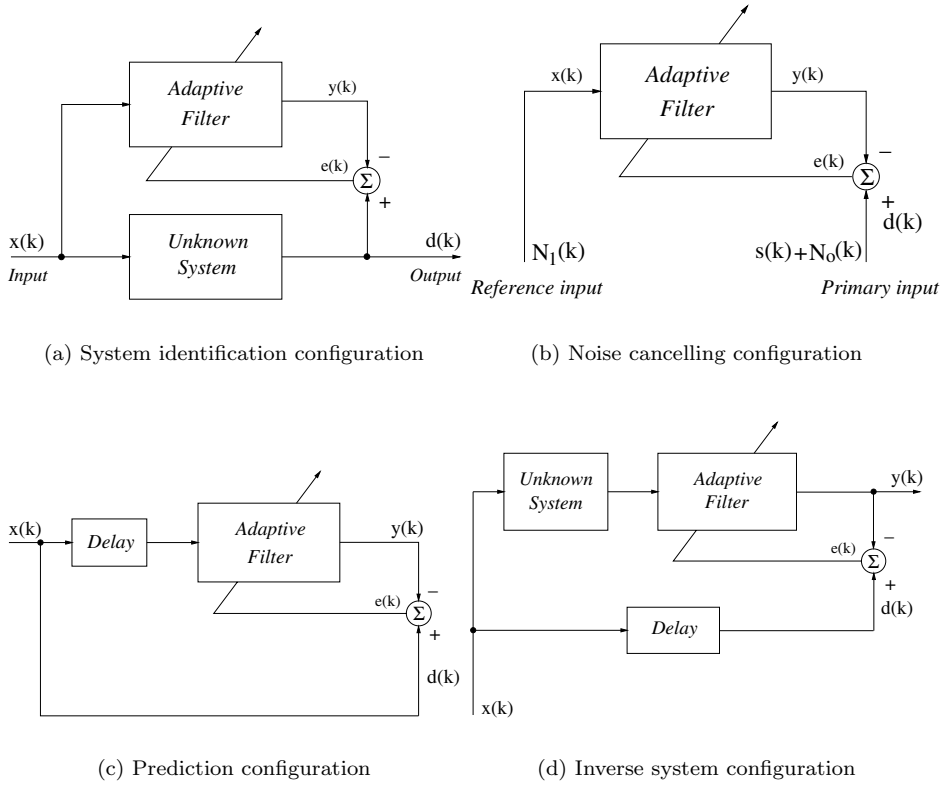 Adaptive
Filter
y(k)
−
e(k)
Σ
+
x(k)
Input
Unknown
System
d(k)
Output
(a) System identification configuration
x(k)
Adaptive
Filter
y(k)
−
e(k)
Σ
+
d(k)
N1(k)
s(k)+No(k)
Reference input
Primary input
(b) Noise cancelling configuration
x(k)
Delay
Adaptive
Filter
y(k)
−
e(k)
Σ
+
d(k)
(c) Prediction configuration
Unknown
System
Adaptive
Filter
y(k)
−
e(k)
Σ
+
d(k)
Delay
x(k)
(d) Inverse system configuration